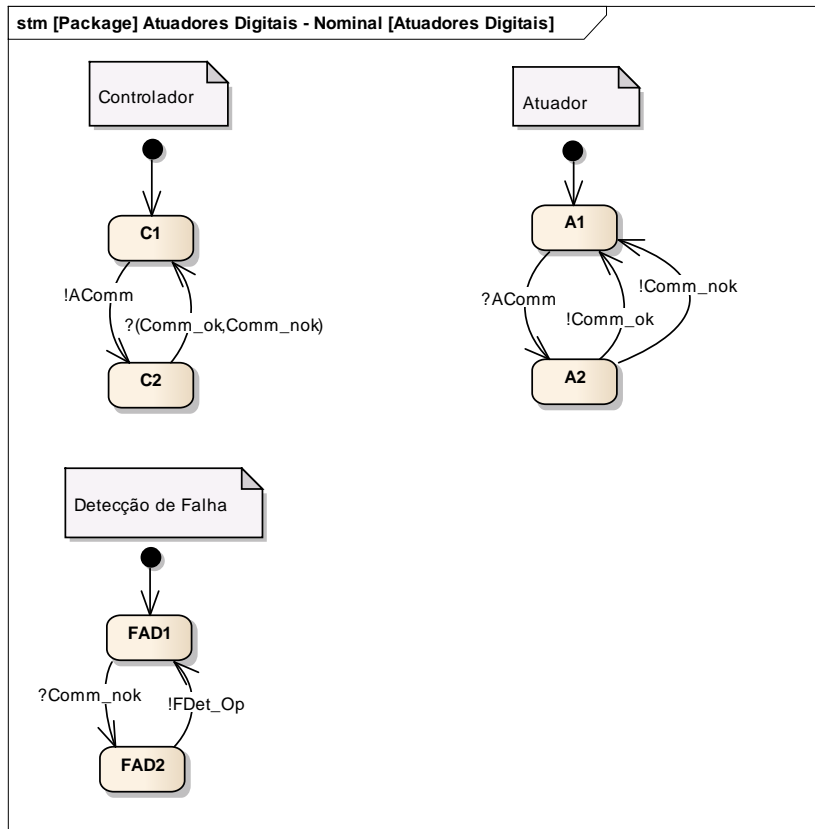 stm [Package] Atuadores Digitais - Nominal [Atuadores Digitais]
Controlador
Atuador
C1
A1
!AComm
?(Comm_ok,Comm_nok)
?AComm
!Comm_ok
!Comm_nok
C2
A2
Detecção de Falha
FAD1
?Comm_nok
!FDet_Op
FAD2